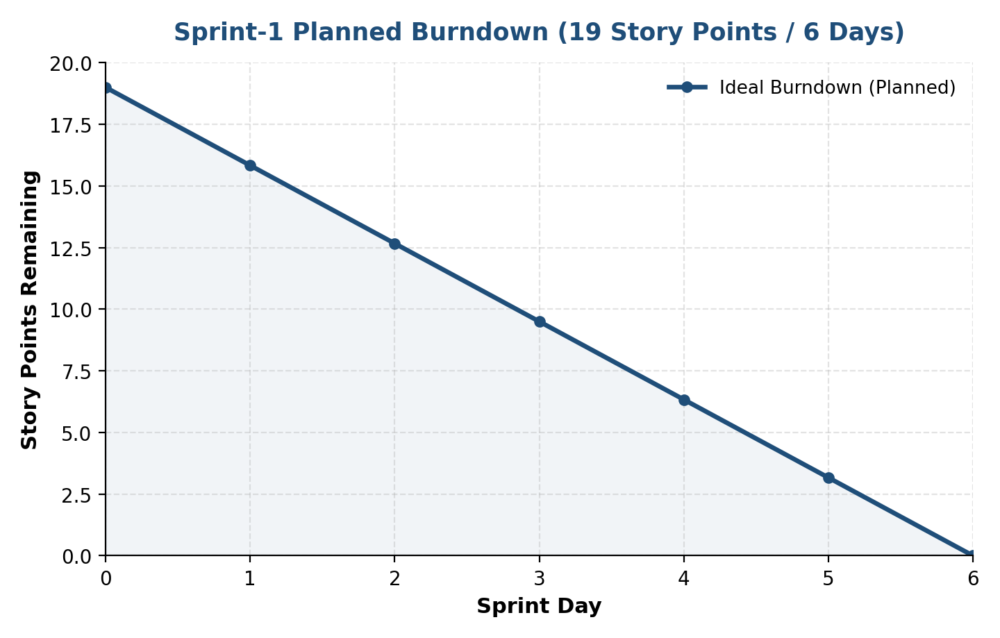 Sprint-1 Planned Burndown (19 Story Points / 6 Days)
Ideal Burndown (Planned)
Story Points Remaining
20.0
17.5
15.0
12.5
10.0
7.5
5.0
2.5
0.0
0 1 2 3 4 5 6
Sprint Day